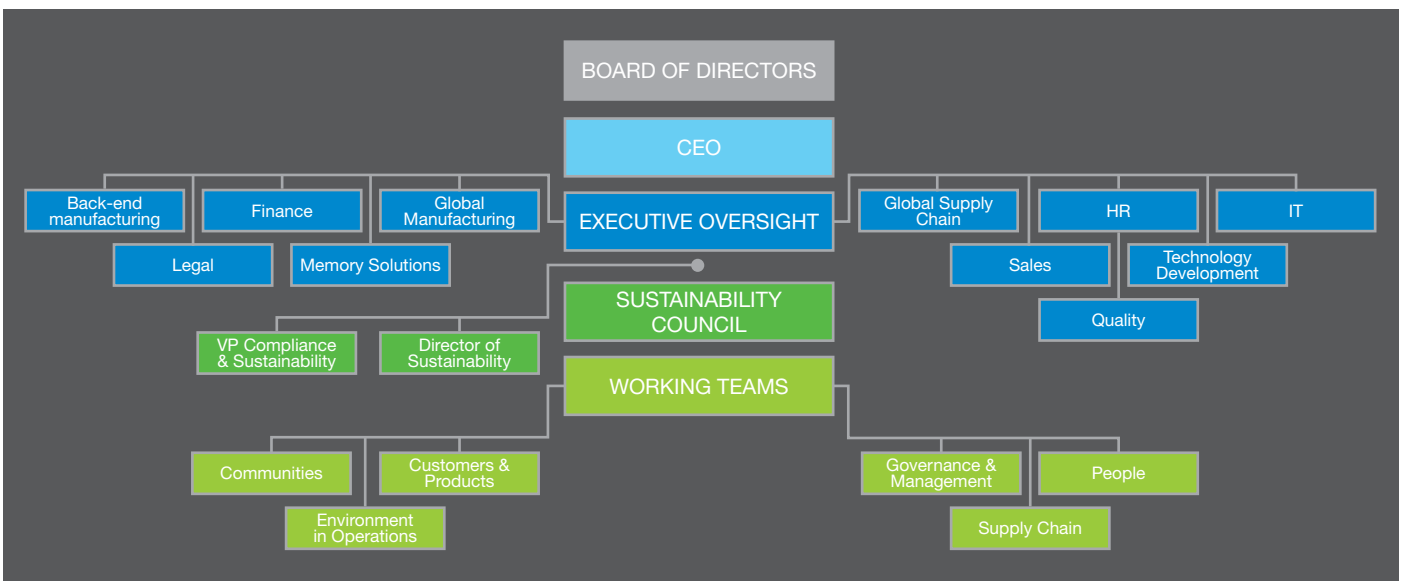 BOARD OF DIRECTORS
CEO
EXECUTIVE OVERSIGHT
Back-end
manufacturing
Finance
Global
Manufacturing
Legal
Memory Solutions
Global Supply
Chain
HR
IT
Sales
Technology
Development
Quality
SUSTAINABILITY
COUNCIL
VP Compliance
& Sustainability
Director of
Sustainability
WORKING TEAMS
Communities
Customers &
Products
Environment
in Operations
Governance &
Management
People
Supply Chain